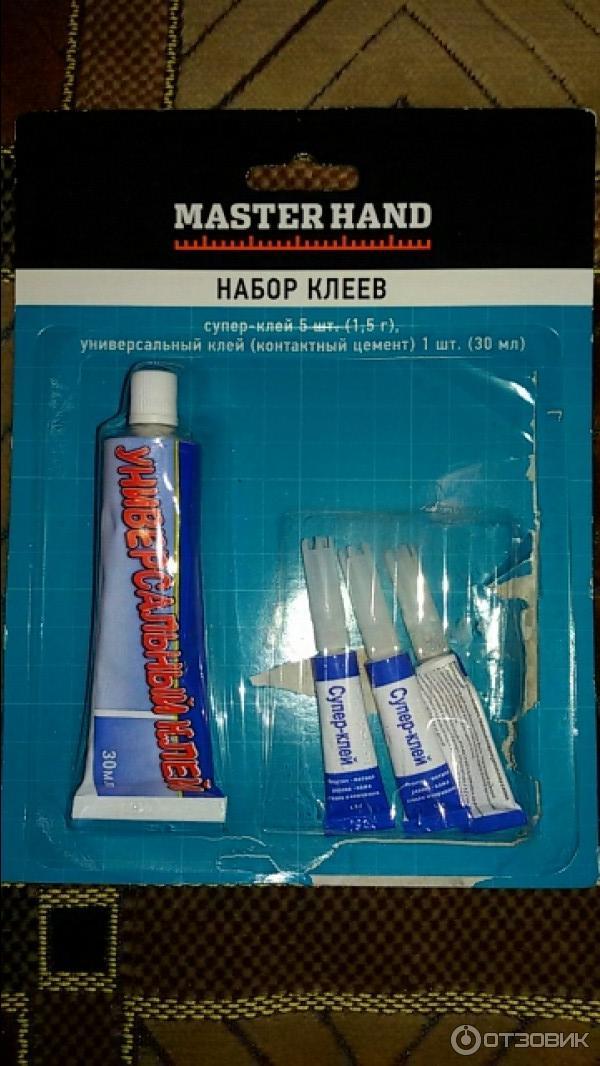 MASTER HAND
НАБОР КЛЕЕВ
супер-клей 5 шт. (1,5 г),
универсальный клей (контактный цемент) 1 шт. (30 мл)
УНИВЕРСАЛЬНЫЙ КЛЕЙ
30мл
Супер-клей
Супер-клей
ОТЗОВИК